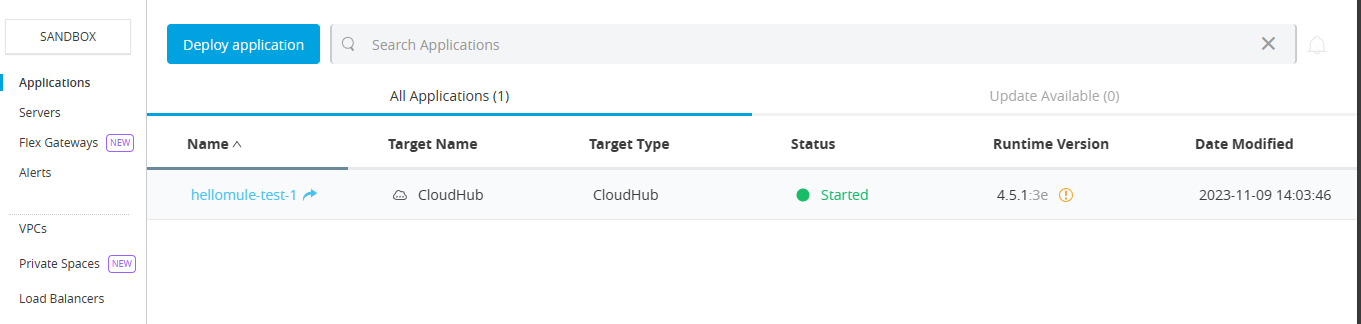 SANDBOX
Applications
Servers
Flex Gateways NEW
Alerts
VPCs
Private Spaces NEW
Load Balancers
Deploy application
Search Applications
All Applications (1)
Update Available (0)
Name Target Name Target Type Status Runtime Version Date Modified
hellomule-test-1 CloudHub CloudHub Started 4.5.1:3e 2023-11-09 14:03:46